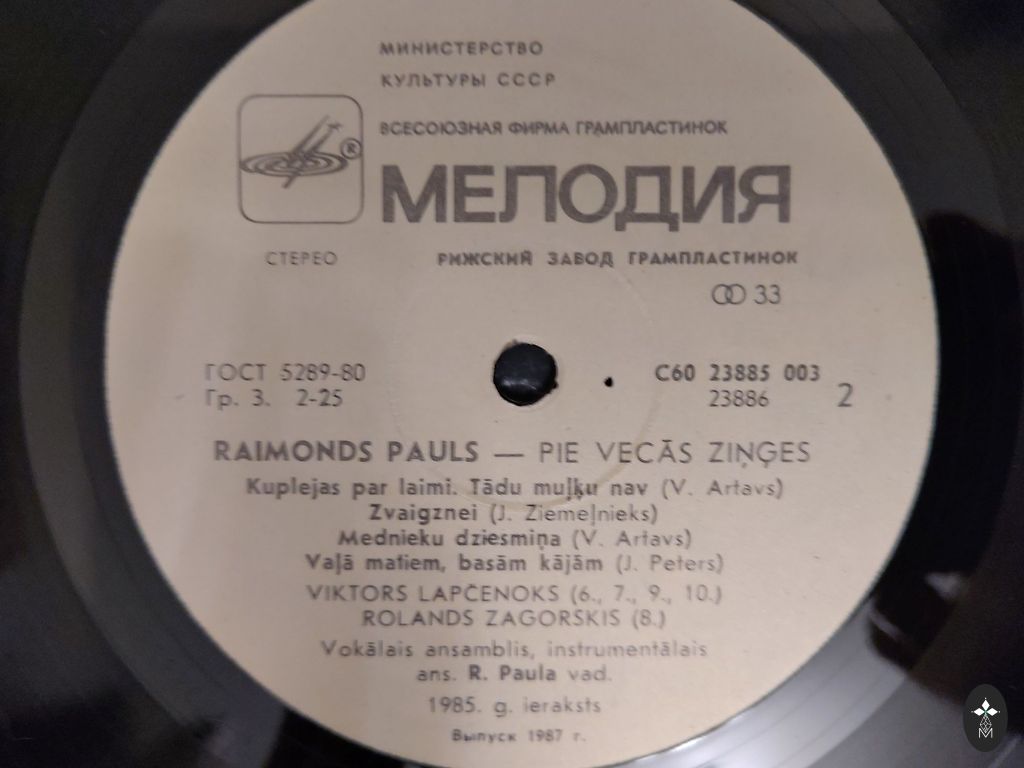 МИНИСТЕРСТВО
КУЛЬТУРЫ СССР
ВСЕСОЮЗНАЯ ФИРМА ГРАМПЛАСТИНОК
®
МЕЛОДИЯ
СТЕРЕО
РИЖСКИЙ ЗАВОД ГРАМПЛАСТИНОК
33
ГОСТ 5289-80
Гр. 3. 2-25
С60 23885 003
23886
2
RAIMONDS PAULS — PIE VECĀS ZIŅĢES
Kuplejas par laimi. Tādu muļķu nav (V. Artavs)
Zvaigznei (J. Ziemeļnieks)
Mednieku dziesmiņa (V. Artavs)
Vaļā matiem, basām kājām (J. Peters)
VIKTORS LAPČENOKS (6., 7., 9., 10.)
ROLANDS ZAGORSKIS (8.)
Vokālais ansamblis, instrumentālais
ans. R. Paula vad.
1985. g. ieraksts
Выпуск 1987 г.
M